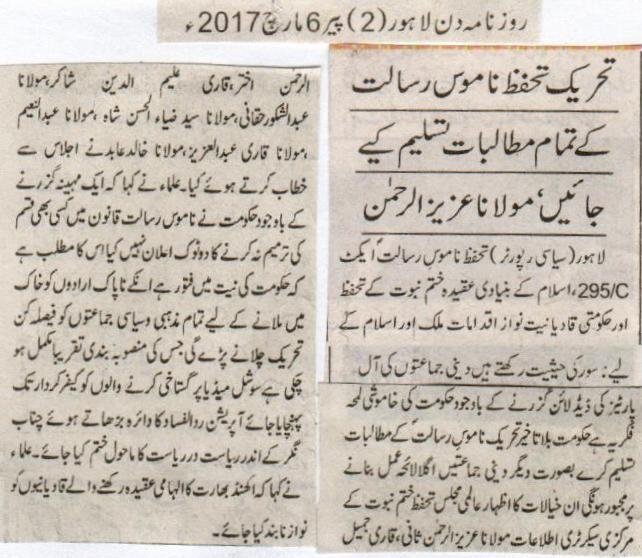 روزنامہ دن لاہور (2) پیر 6 مارچ 2017ء
تحریک تحفظ ناموس رسالت
کے تمام مطالبات تسلیم کیے
جائیں، مولانا عزیز الرحمٰن
لاہور (سیاسی رپورٹر) تحفظ ناموس رسالتؐ ایکٹ
295/C، اسلام کے بنیادی عقیدہ ختم نبوت کے تحفظ
اور حکومتی قادیانیت نواز اقدامات ملک اور اسلام کے
لیے: سور کی حیثیت رکھتے ہیں دینی جماعتوں کی آل
پارٹیز کی ڈیڈ لائن گزرنے کے باوجود حکومت کی خاموشی لمحہ
فکریہ ہے حکومت بلا تاخیر تحریک ناموس رسالتؐ کے مطالبات
تسلیم کرے بصورت دیگر دینی جماعتیں اگلا لائحہ عمل بنانے
پر مجبور ہونگی ان خیالات کا اظہار عالمی مجلس تحفظ ختم نبوت کے
مرکزی سیکرٹری اطلاعات مولانا عزیز الرحمٰن ثانی، قاری جمیل
الرحمٰن اختر، قاری علیم الدین شاکر، مولانا
عبدالشکور حقانی، مولانا سید ضیاء الحسن شاہ، مولانا عبدالنعیم
، مولانا قاری عبدالعزیز، مولانا خالد عابد نے اجلاس سے
خطاب کرتے ہوئے کیا۔ علماء نے کہا کہ ایک مہینہ گزرنے
کے باوجود حکومت نے ناموس رسالت قانون میں کسی بھی قسم
کی ترمیم نہ کرنے کا دوٹوک اعلان نہیں کیا اس کا مطلب ہے
کہ حکومت کی نیت میں فتور ہے انکے ناپاک ارادوں کو خاک
میں ملانے کے لیے تمام مذہبی و سیاسی جماعتوں کو فیصلہ کن
تحریک چلانے پڑے گی جس کی منصوبہ بندی تقریباً مکمل ہو
چکی ہے سوشل میڈیا پر گستاخی کرنے والوں کو کیفر کردار تک
پہنچایا جائے آپریشن ردالفساد کا دائرہ بڑھاتے ہوئے چناب
نگر کے اندر ریاست در ریاست کا ماحول ختم کیا جائے۔ علماء
نے کہا کہ اکھنڈ بھارت کا الہامی عقیدہ رکھنے والے قادیانیوں کو
نوازنا بند کیا جائے۔